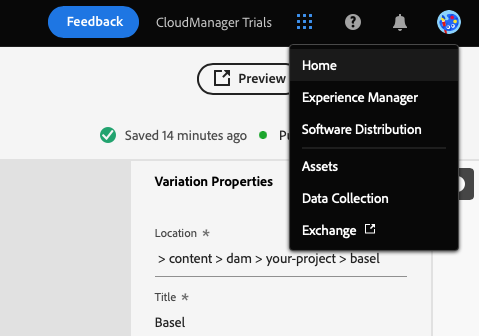 Feedback
CloudManager Trials
Home
Experience Manager
Software Distribution
Assets
Data Collection
Exchange
Preview
Saved 14 minutes ago
Variation Properties
Location *
> content > dam > your-project > basel
Title *
Basel